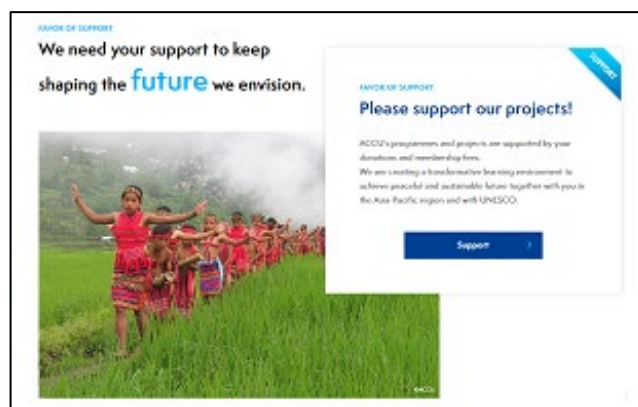 FAVOR OF SUPPORT
We need your support to keep
shaping the future we envision.
SUPPORT
FAVOR OF SUPPORT
Please support our projects!
ACCU's programmes and projects are supported by your
donations and membership fees.
We are creating a transformative learning environment to
achieve peaceful and sustainable future together with you in
the Asia-Pacific region and with UNESCO.
Support
©ACCU